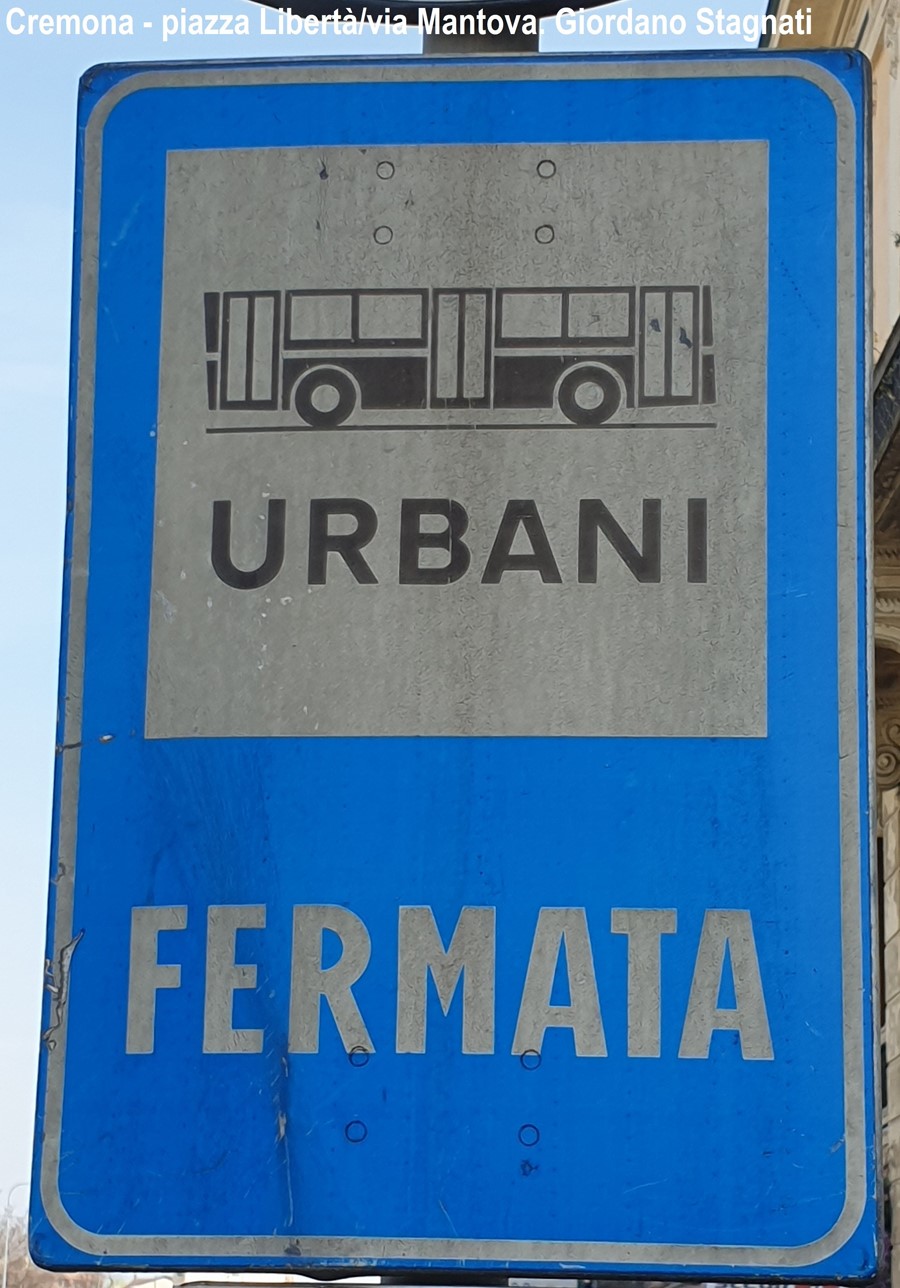 Cremona - piazza Libertà/via Mantova. Giordano Stagnati
URBANI
FERMATA